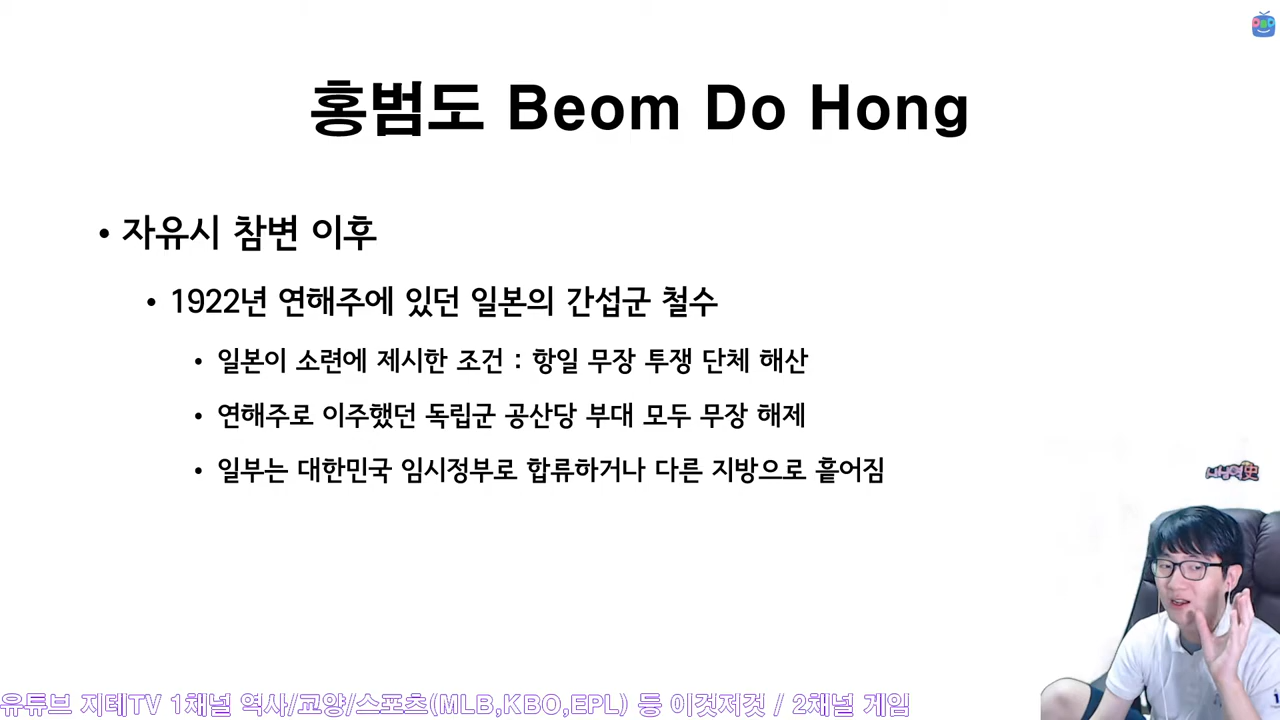 홍범도 Beom Do Hong
• 자유시 참변 이후
• 1922년 연해주에 있던 일본의 간섭군 철수
• 일본이 소련에 제시한 조건 : 항일 무장 투쟁 단체 해산
• 연해주로 이주했던 독립군 공산당 부대 모두 무장 해제
• 일부는 대한민국 임시정부로 합류하거나 다른 지방으로 흩어짐
유튜브 지테TV 1채널 역사/교양/스포츠(MLB,KBO,EPL) 등 이것저것 / 2채널 게임